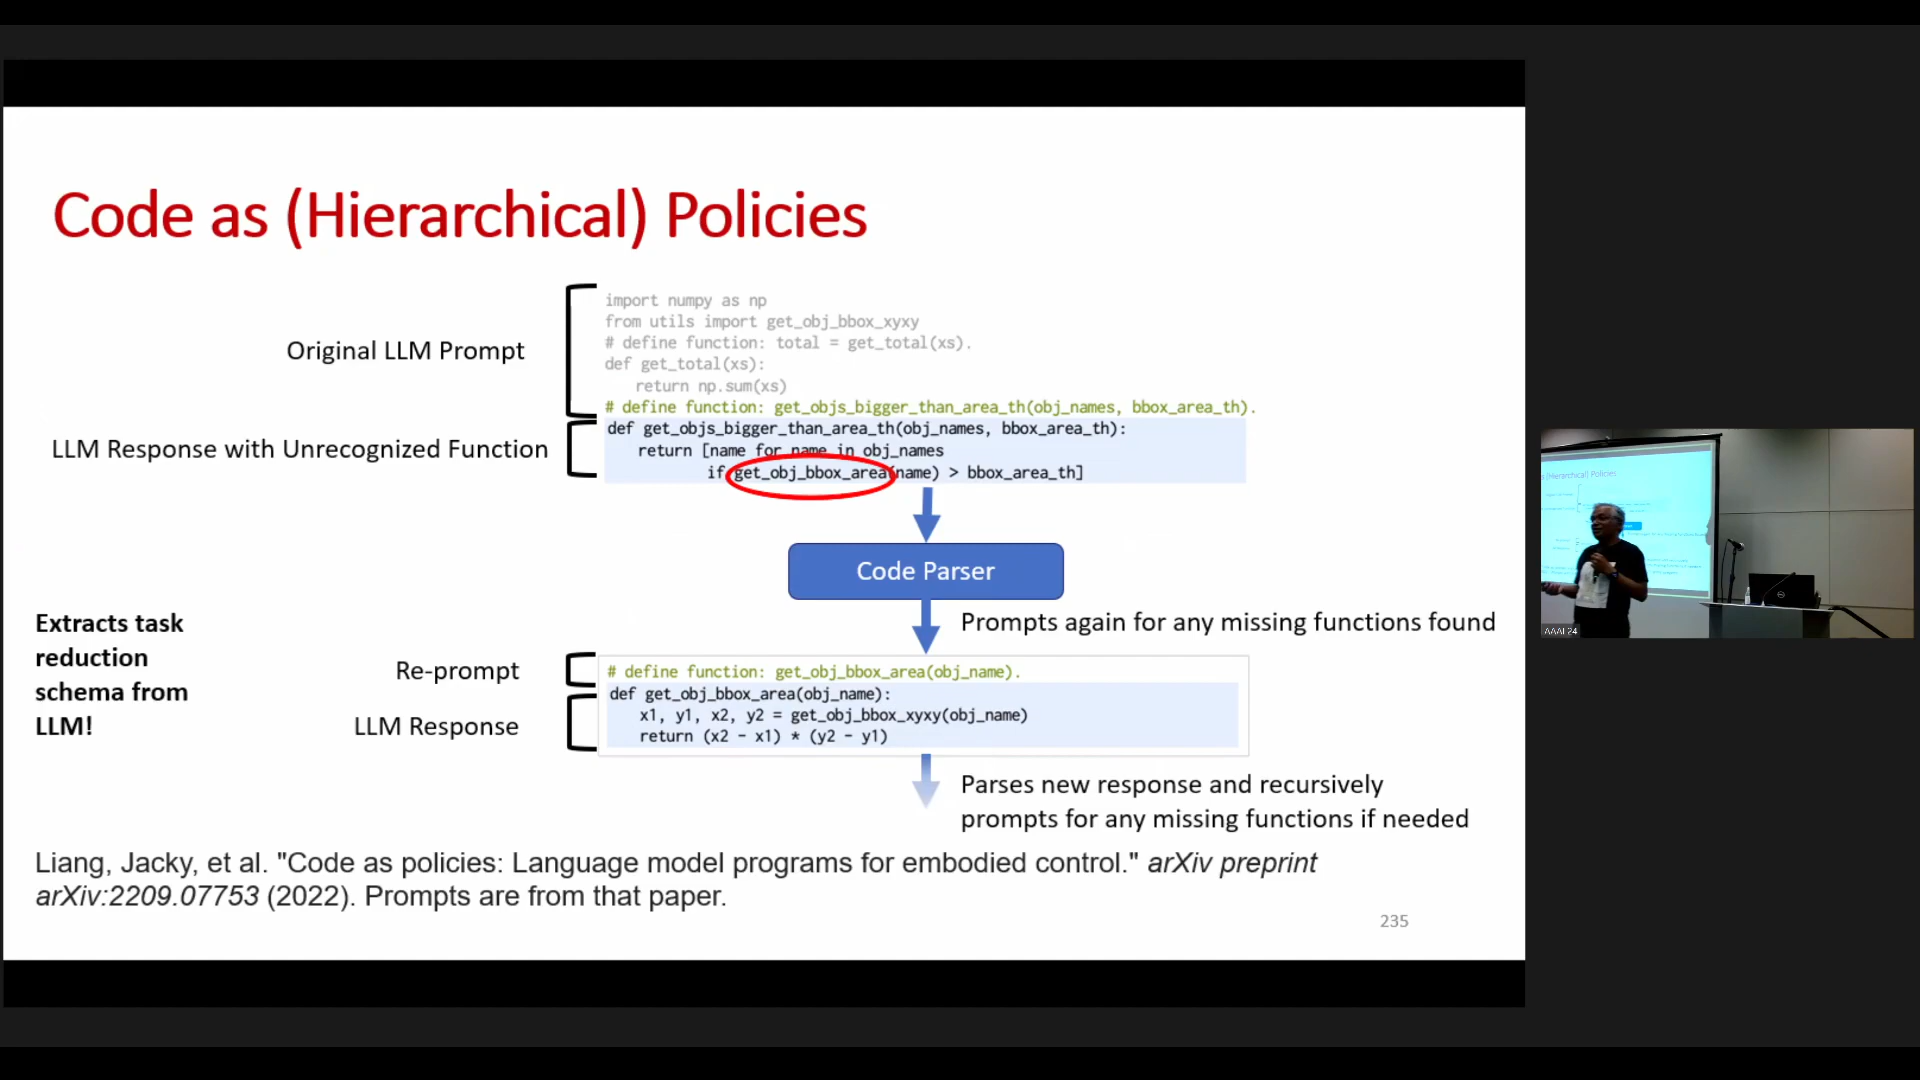 Code as (Hierarchical) Policies
Original LLM Prompt
import numpy as np
from utils import get_obj_bbox_xyxy
# define function: total = get_total(xs).
def get_total(xs):
return np.sum(xs)
# define function: get_objs_bigger_than_area_th(obj_names, bbox_area_th).
LLM Response with Unrecognized Function
def get_objs_bigger_than_area_th(obj_names, bbox_area_th):
return [name for name in obj_names
if get_obj_bbox_area(name) > bbox_area_th]
Code Parser
Prompts again for any missing functions found
Extracts task
reduction
schema from
LLM!
Re-prompt
# define function: get_obj_bbox_area(obj_name).
LLM Response
def get_obj_bbox_area(obj_name):
x1, y1, x2, y2 = get_obj_bbox_xyxy(obj_name)
return (x2 - x1) * (y2 - y1)
Parses new response and recursively
prompts for any missing functions if needed
Liang, Jacky, et al. "Code as policies: Language model programs for embodied control." arXiv preprint
arXiv:2209.07753 (2022). Prompts are from that paper.
235
AAAI 24